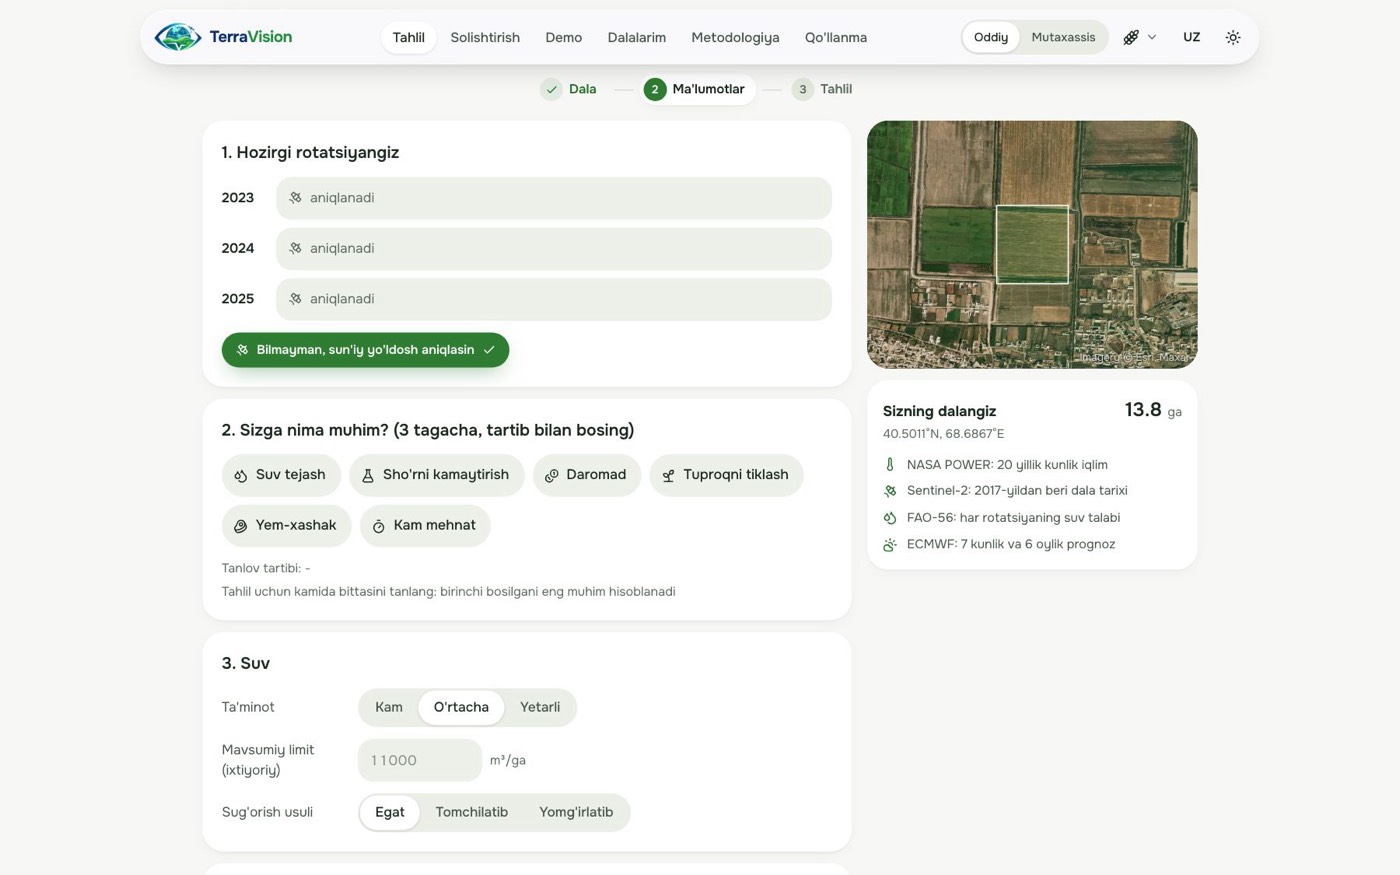 TerraVision
Tahlil
Solishtirish
Demo
Dalalarim
Metodologiya
Qo'llanma
Oddiy
Mutaxassis
UZ
Dala
2 Ma'lumotlar
3 Tahlil
1. Hozirgi rotatsiyangiz
2023 aniqlanadi
2024 aniqlanadi
2025 aniqlanadi
Bilmayman, sun'iy yo'ldosh aniqlasin
2. Sizga nima muhim? (3 tagacha, tartib bilan bosing)
Suv tejash
Sho'rni kamaytirish
Daromad
Tuproqni tiklash
Yem-xashak
Kam mehnat
Tanlov tartibi: -
Tahlil uchun kamida bittasini tanlang: birinchi bosilgani eng muhim hisoblanadi
3. Suv
Ta'minot
Kam
O'rtacha
Yetarli
Mavsumiy limit
(ixtiyoriy)
11000
m³/ga
Sug'orish usuli
Egat
Tomchilatib
Yomg'irlatib
Imagery © Esri, Maxar
Sizning dalangiz
13.8 ga
40.5011°N, 68.6867°E
NASA POWER: 20 yillik kunlik iqlim
Sentinel-2: 2017-yildan beri dala tarixi
FAO-56: har rotatsiyaning suv talabi
ECMWF: 7 kunlik va 6 oylik prognoz